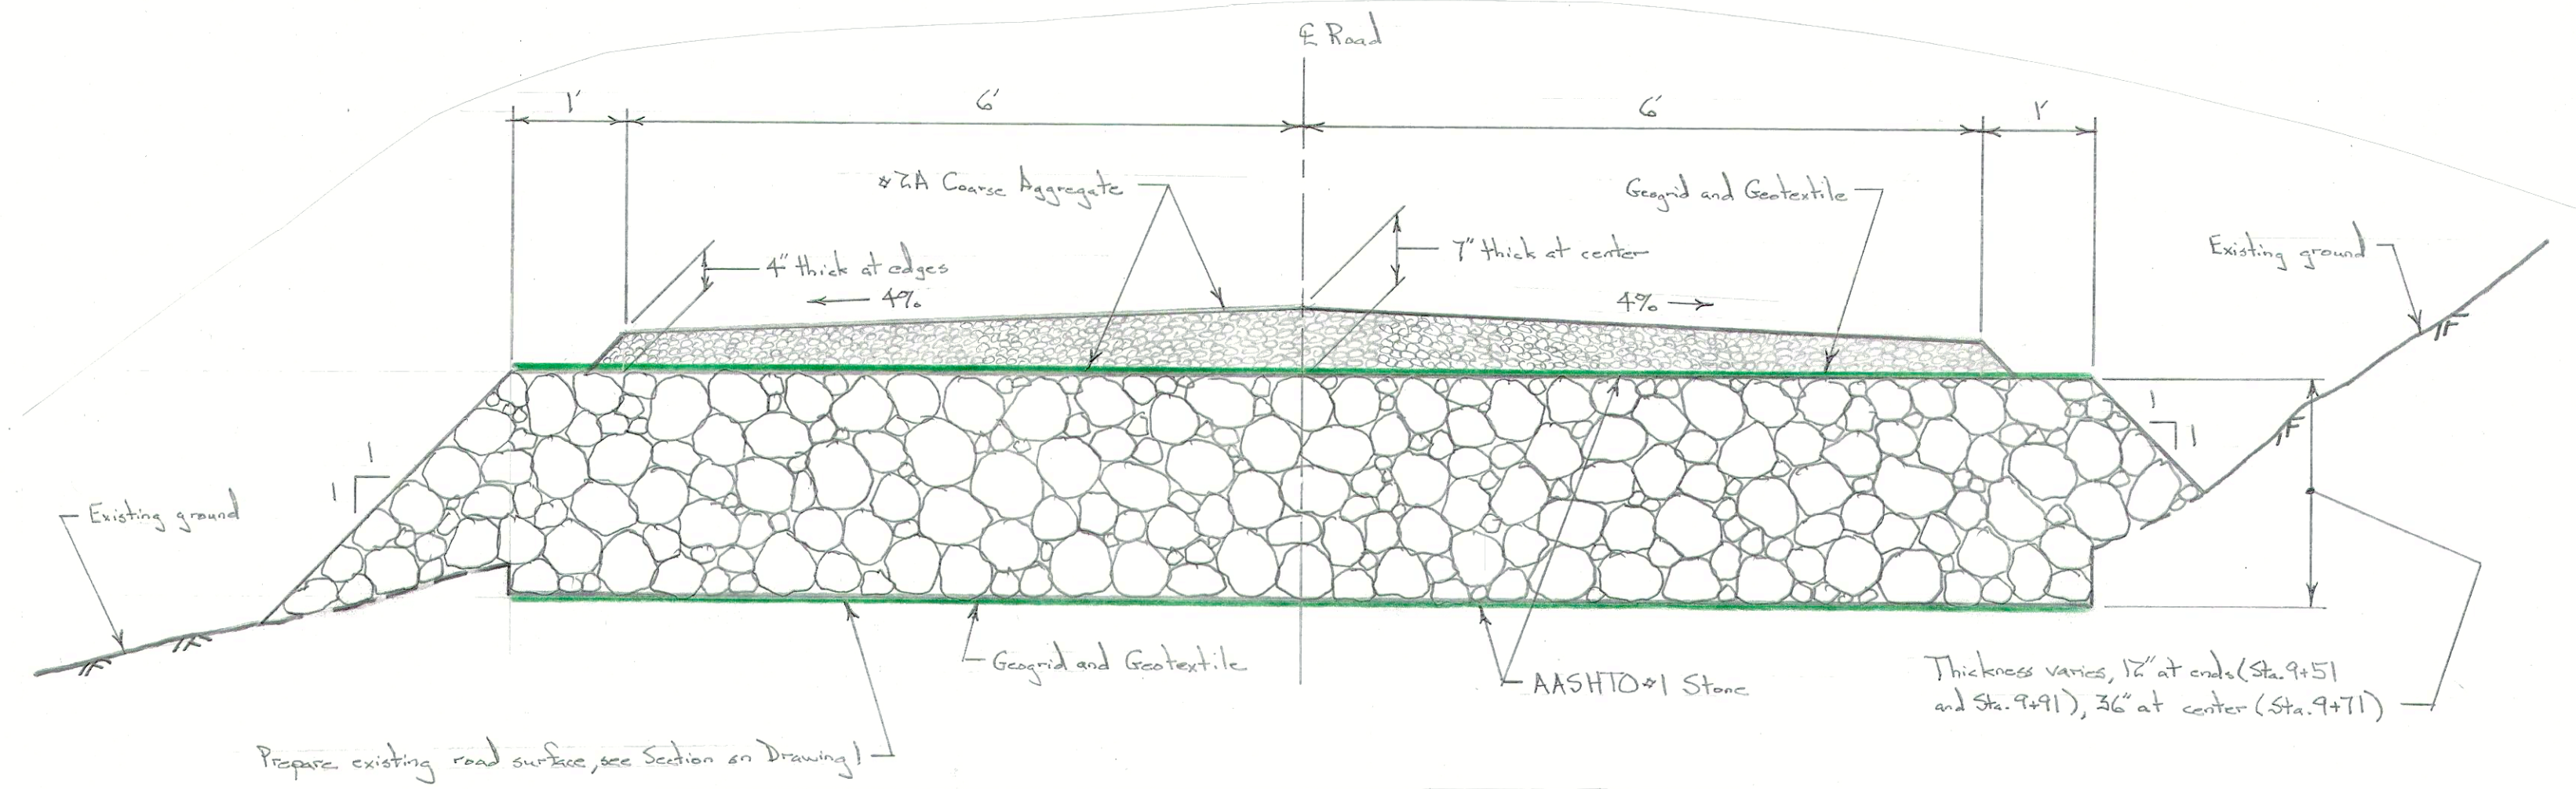 ℄ Road
1'
6'
6'
1'
#2A Coarse Aggregate
Geogrid and Geotextile
4" thick at edges
7" thick at center
Existing ground
4%
4%
1
1
1
1
Existing ground
Geogrid and Geotextile
AASHTO #1 Stone
Thickness varies, 12" at ends (Sta. 9+51
and Sta. 9+91), 36" at center (Sta. 9+71)
Prepare existing road surface, see Section on Drawing 1